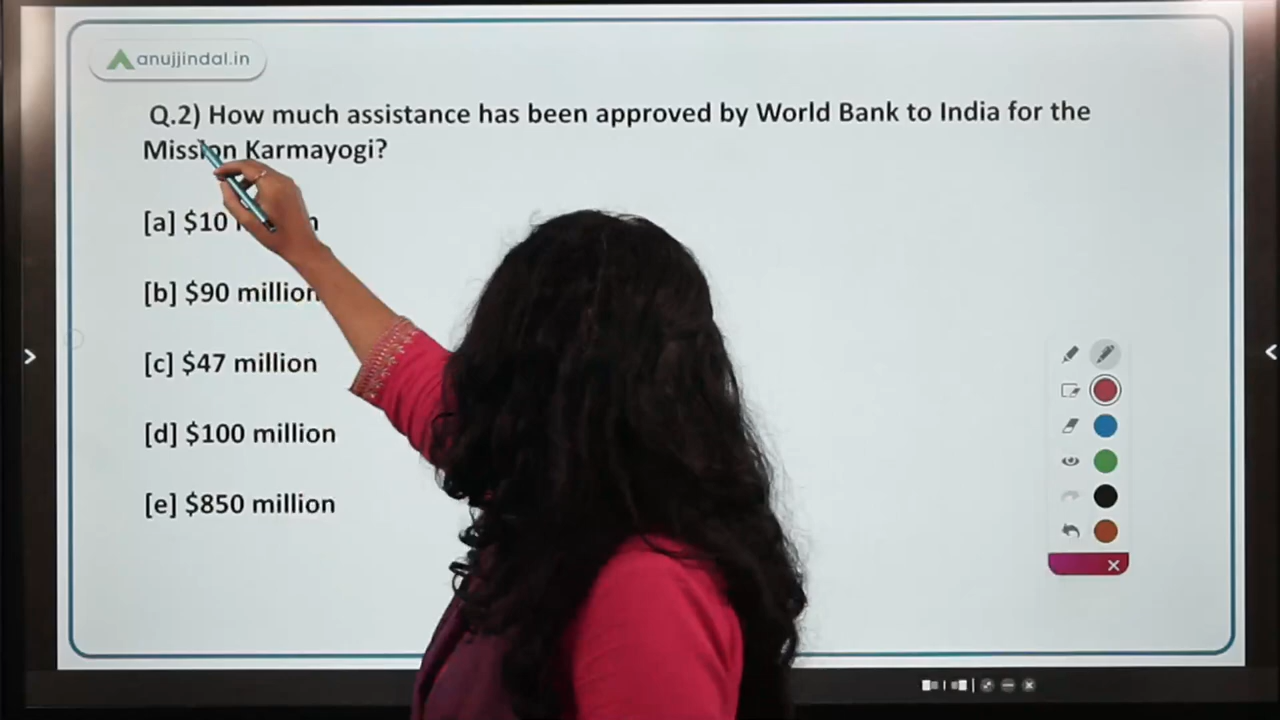 anujjindal.in
Q.2) How much assistance has been approved by World Bank to India for the
Mission Karmayogi?
[a] $10
[b] $90 million
[c] $47 million
[d] $100 million
[e] $850 million